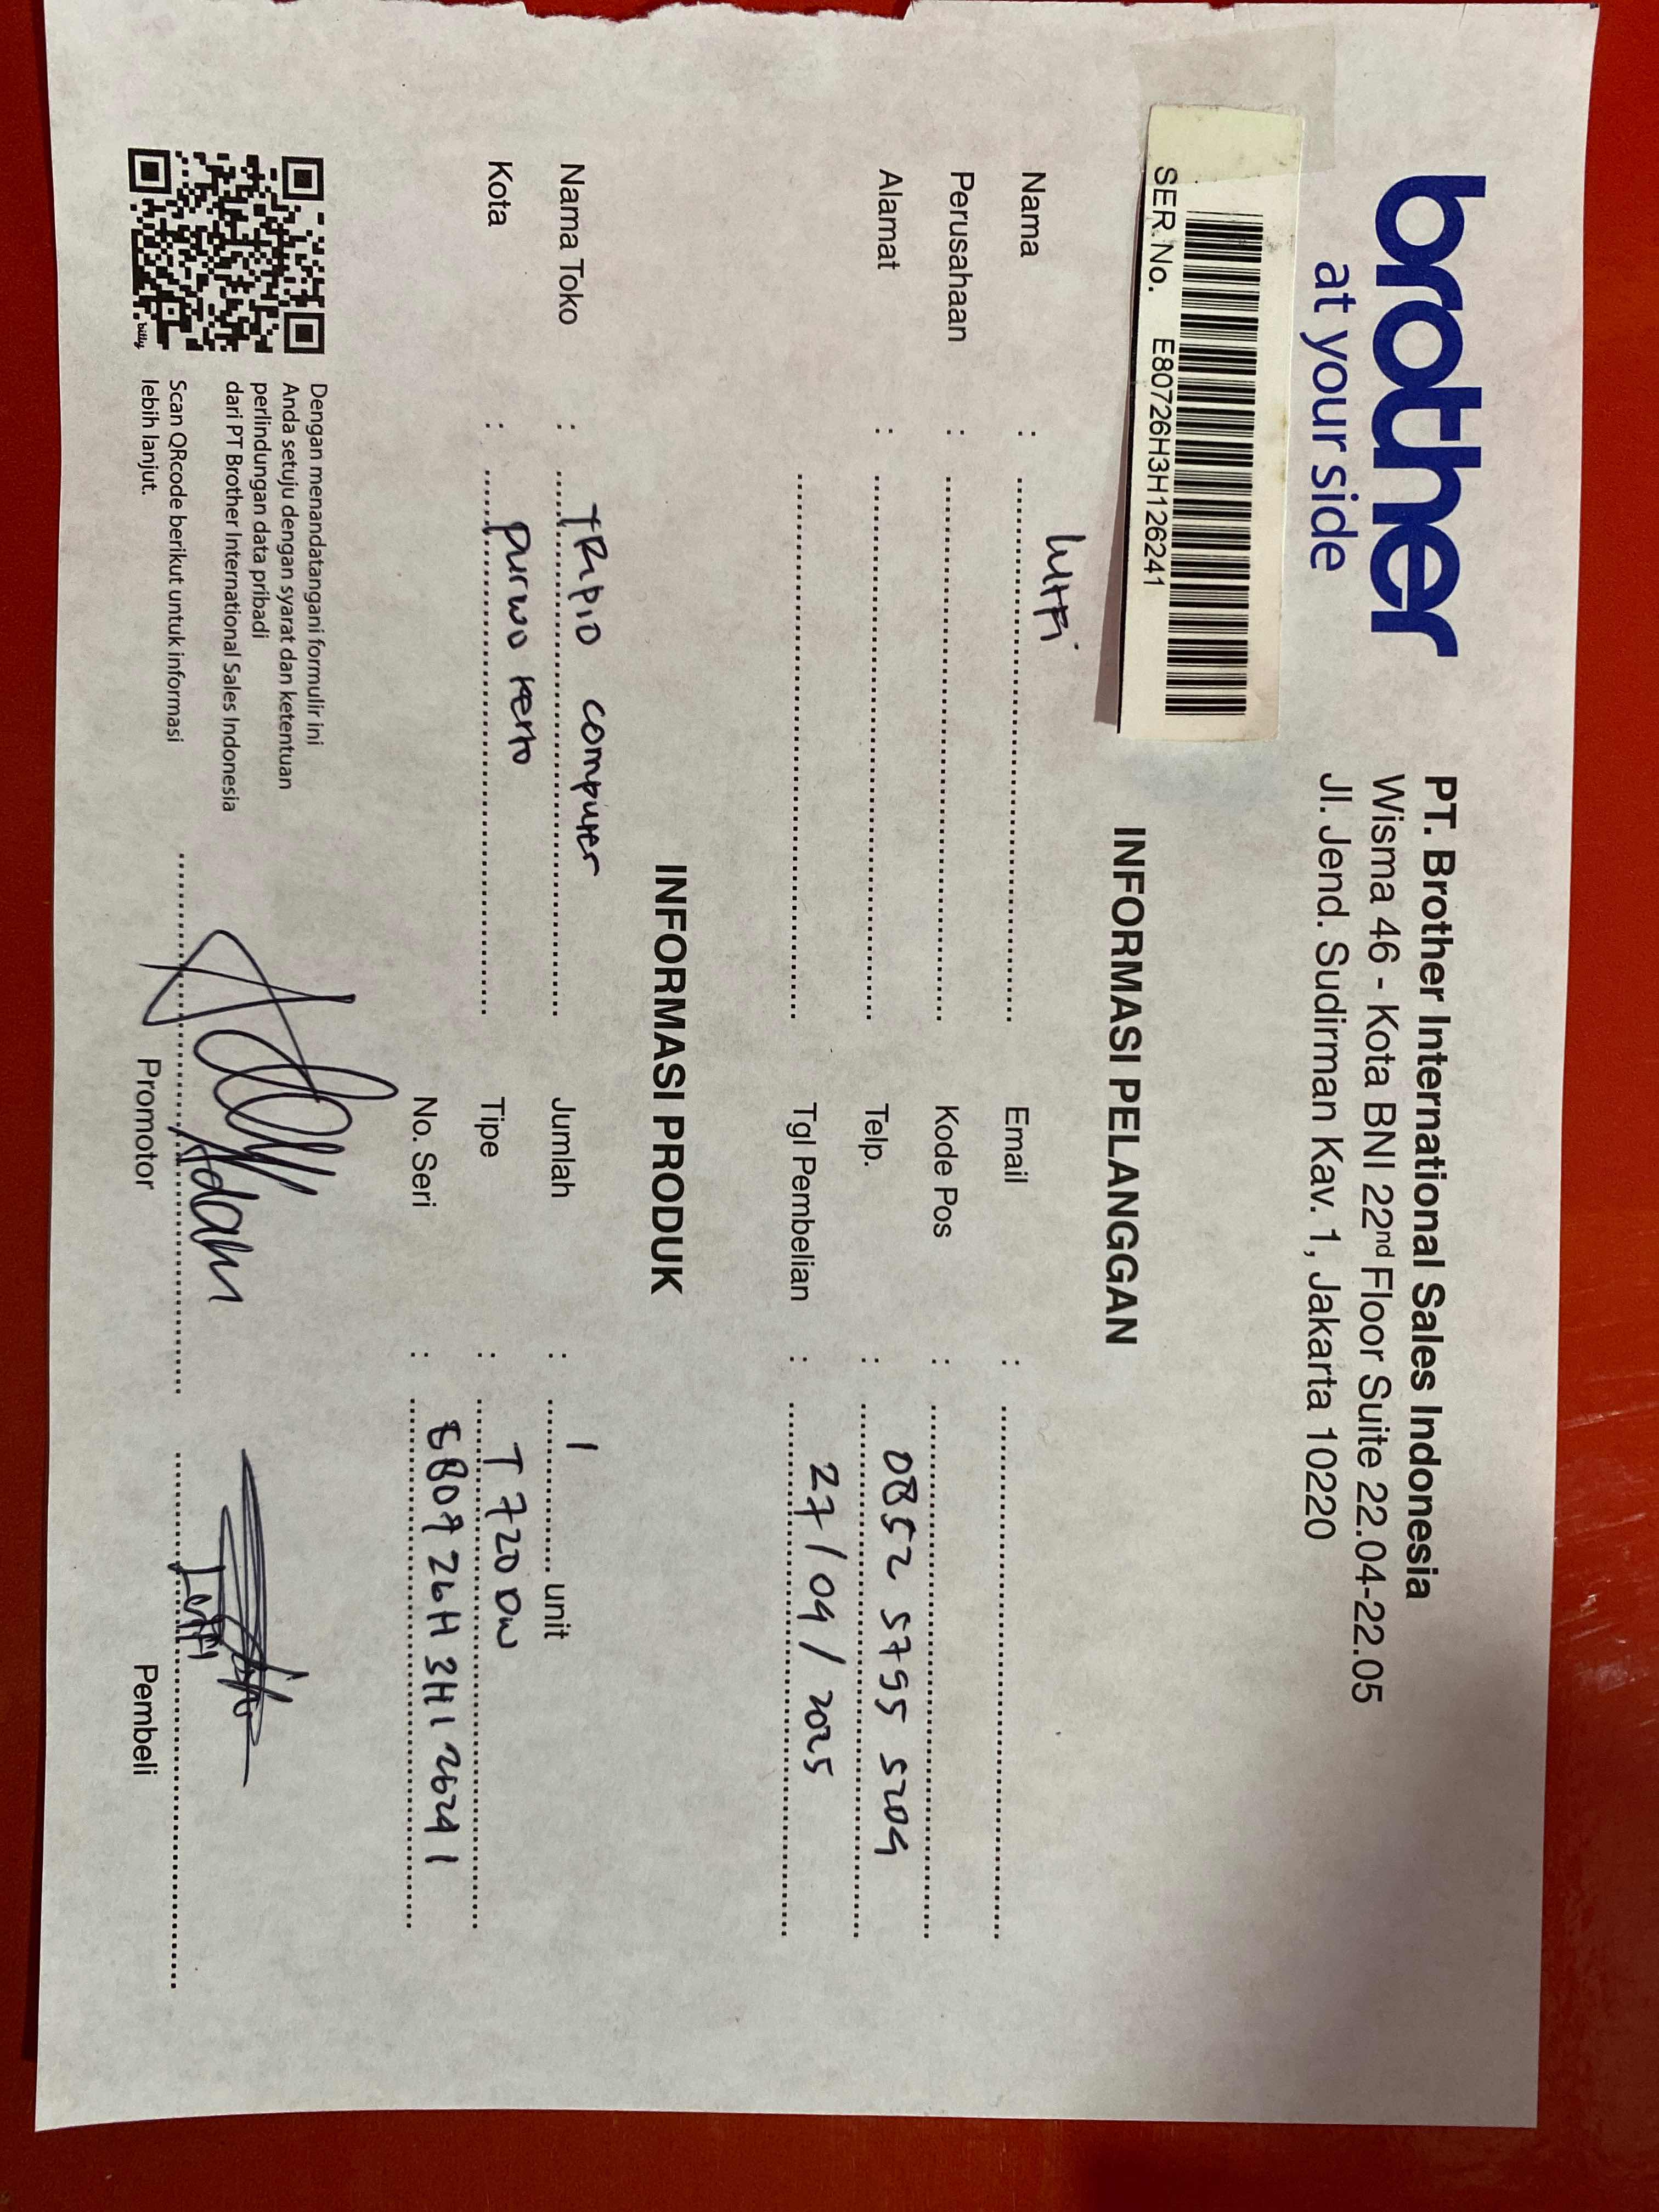 brother
at your side
PT. Brother International Sales Indonesia
Wisma 46 - Kota BNI 22nd Floor Suite 22.04-22.05
Jl. Jend. Sudirman Kav. 1, Jakarta 10220
SER.No. E80726H3H126241
INFORMASI PELANGGAN
Nama : lutfi
Email :
Perusahaan :
Kode Pos :
Alamat :
Telp. : 0852 5755 5204
Tgl Pembelian : 27/04/2025
INFORMASI PRODUK
Nama Toko : TRIPIO computer
Jumlah : 1 unit
Kota : purwo kerto
Tipe : T 720 DW
No. Seri : E80726H3H126241
Dengan menandatangani formulir ini
Anda setuju dengan syarat dan ketentuan
perlindungan data pribadi
dari PT Brother International Sales Indonesia
Scan QRcode berikut untuk informasi
lebih lanjut.
bitly
Adam
Promotor
Lutfi
Pembeli